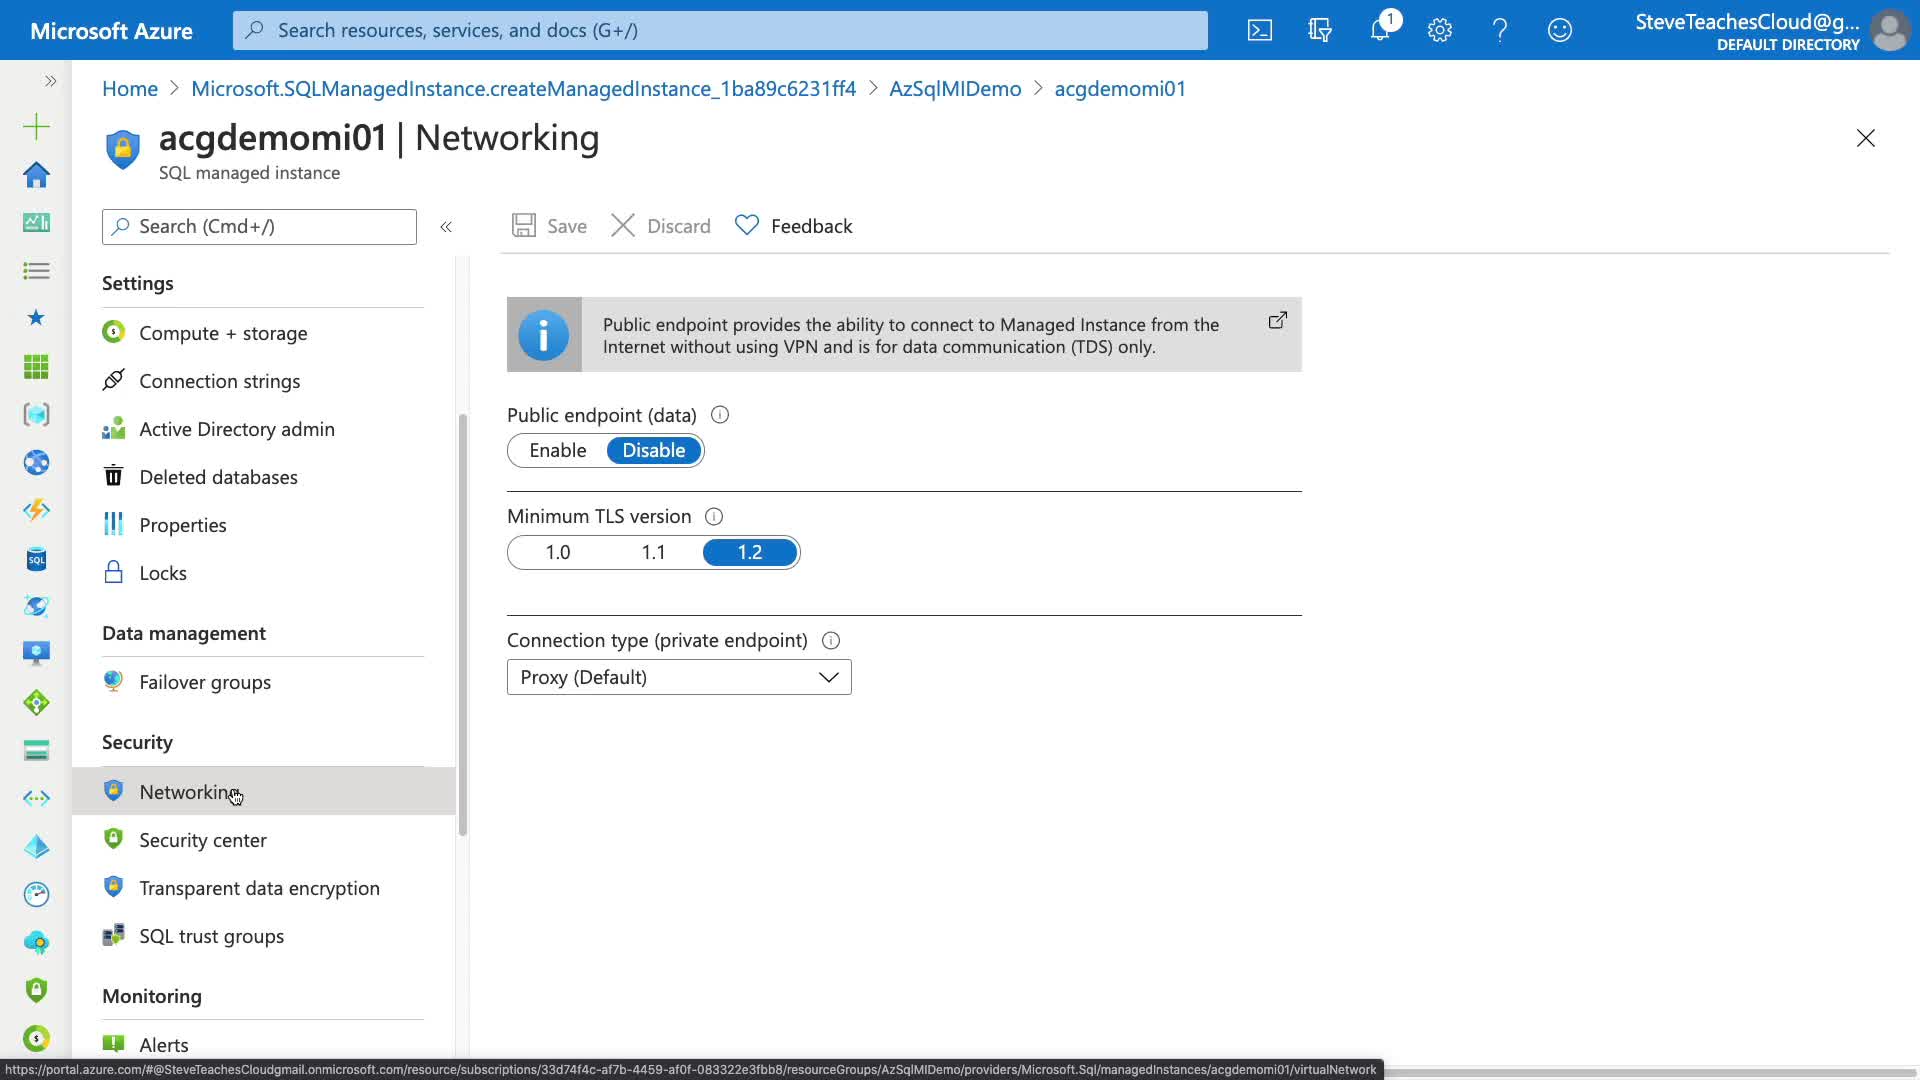 Microsoft Azure
Search resources, services, and docs (G+/)
1
SteveTeachesCloud@g...
DEFAULT DIRECTORY
Home > Microsoft.SQLManagedInstance.createManagedInstance_1ba89c6231ff4 > AzSqlMIDemo > acgdemomi01
acgdemomi01 | Networking
SQL managed instance
Search (Cmd+/)
Save
Discard
Feedback
Settings
Compute + storage
Connection strings
Active Directory admin
Deleted databases
Properties
Locks
Data management
Failover groups
Security
Networking
Security center
Transparent data encryption
SQL trust groups
Monitoring
Alerts
Public endpoint provides the ability to connect to Managed Instance from the
Internet without using VPN and is for data communication (TDS) only.
Public endpoint (data)
Enable Disable
Minimum TLS version
1.0 1.1 1.2
Connection type (private endpoint)
Proxy (Default)
SQL
https://portal.azure.com/#@SteveTeachesCloudgmail.onmicrosoft.com/resource/subscriptions/33d74f4c-af7b-4459-af0f-083322e3fbb8/resourceGroups/AzSqlMIDemo/providers/Microsoft.Sql/managedInstances/acgdemomi01/virtualNetwork